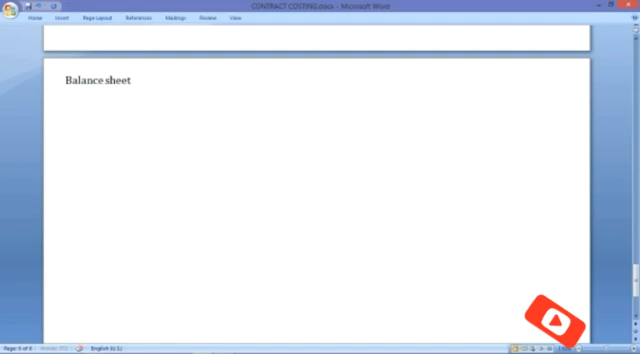 CONTRACT COSTING.docx - Microsoft Word
Home Insert Page Layout References Mailings Review View
Balance sheet
English (U.S.)